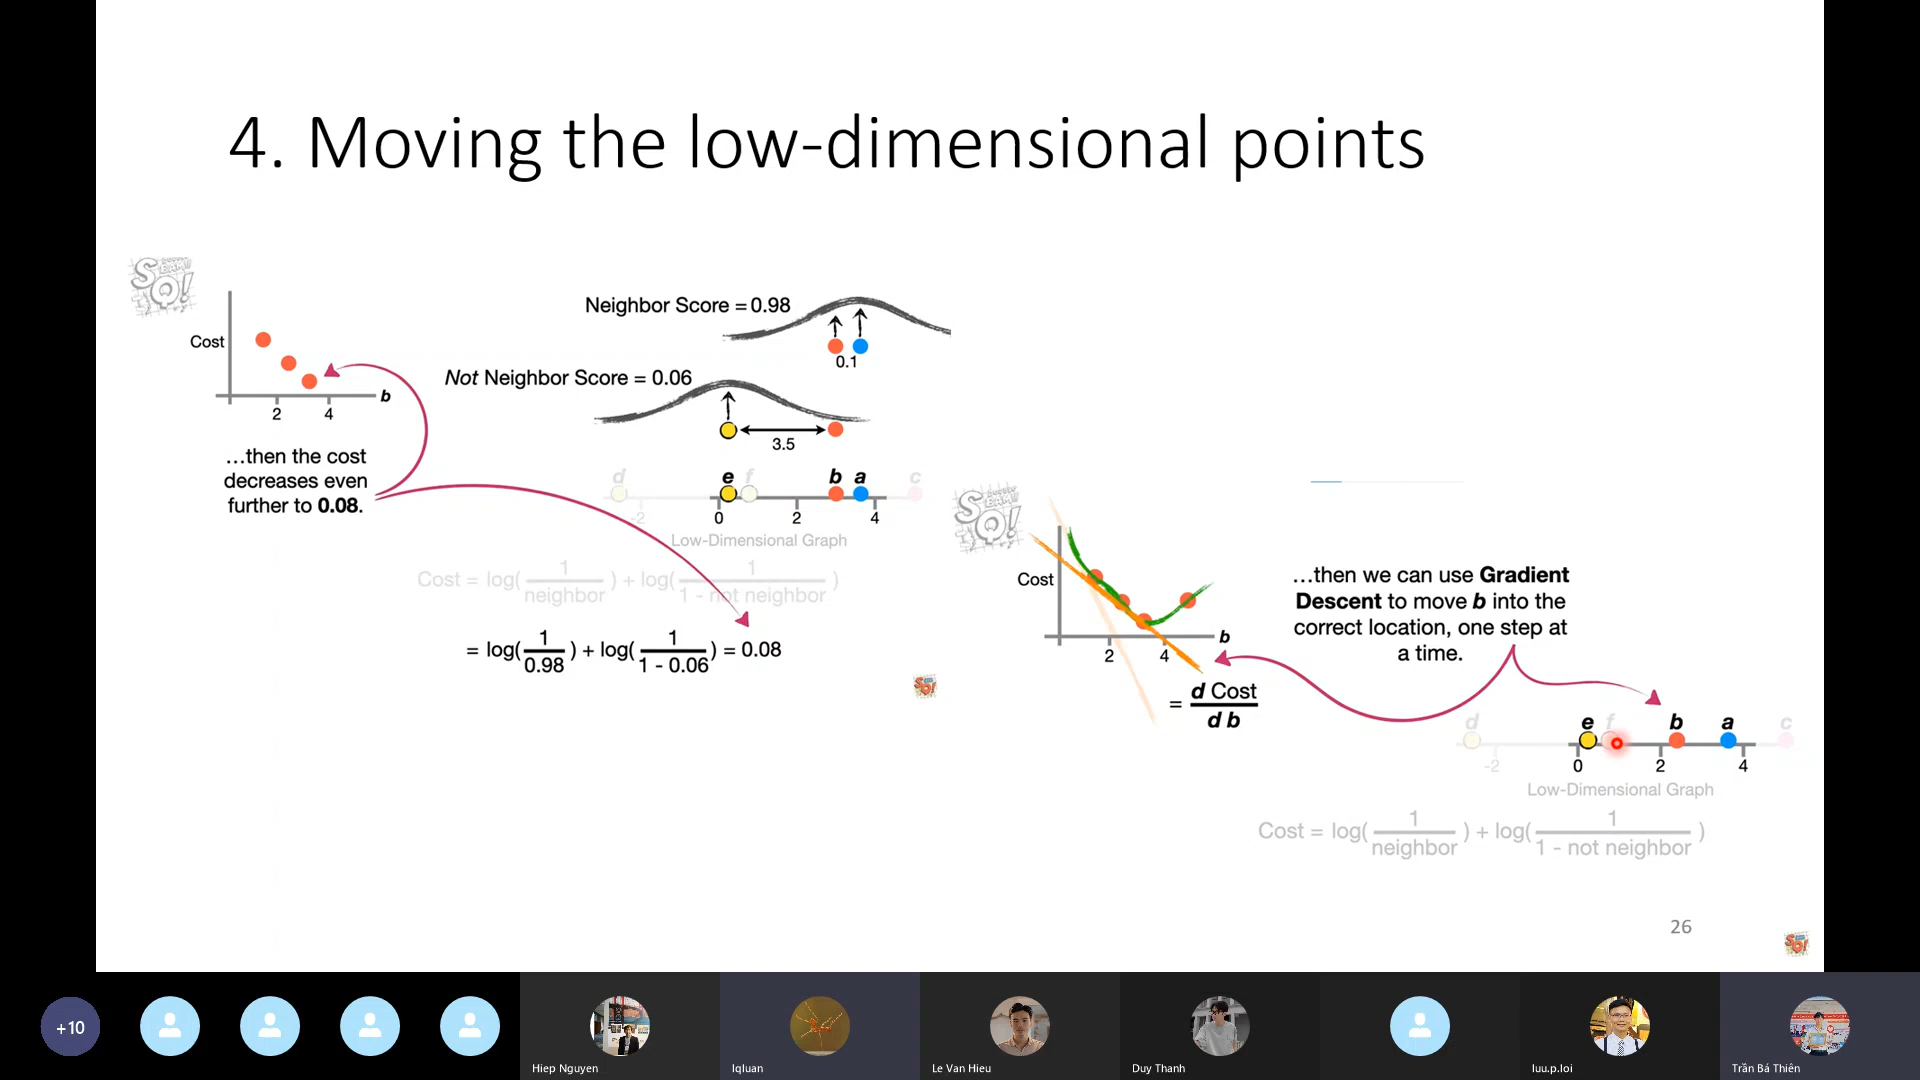 4. Moving the low-dimensional points
Cost
2
4
b
…then the cost
decreases even
further to 0.08.
Neighbor Score = 0.98
0.1
Not Neighbor Score = 0.06
3.5
d
e
f
b
a
c
-2
0
2
4
Low-Dimensional Graph
Cost = log( 1 / neighbor ) + log( 1 / 1 - not neighbor )
= log( 1 / 0.98 ) + log( 1 / 1 - 0.06 ) = 0.08
Cost
2
4
b
= d Cost / d b
…then we can use Gradient
Descent to move b into the
correct location, one step at
a time.
d
e
f
b
a
c
-2
0
2
4
Low-Dimensional Graph
Cost = log( 1 / neighbor ) + log( 1 / 1 - not neighbor )
26
+10
Hiep Nguyen
lqluan
Le Van Hieu
Duy Thanh
luu.p.loi
Trần Bá Thiên